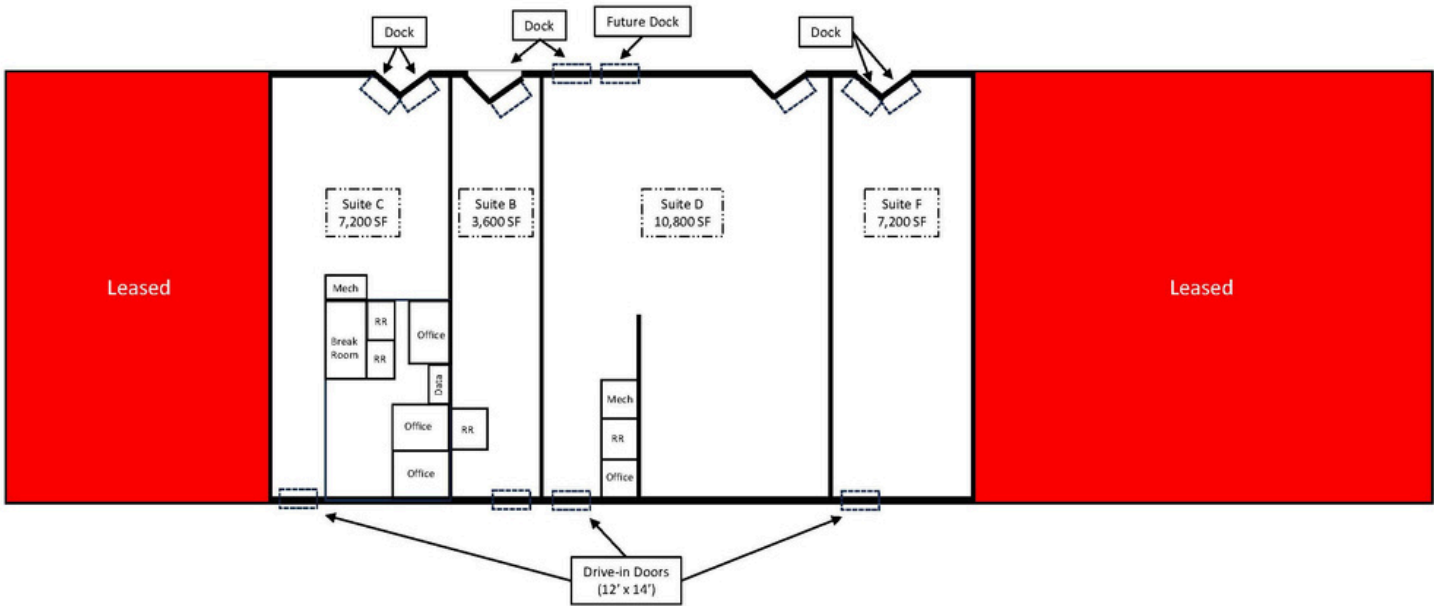 Dock
Dock
Future Dock
Dock
Leased
Suite C
7,200 SF
Suite B
3,600 SF
Suite D
10,800 SF
Suite F
7,200 SF
Leased
Mech
Break
Room
RR
RR
Office
Data
Office
RR
Office
Mech
RR
Office
Drive-in Doors
(12' x 14')